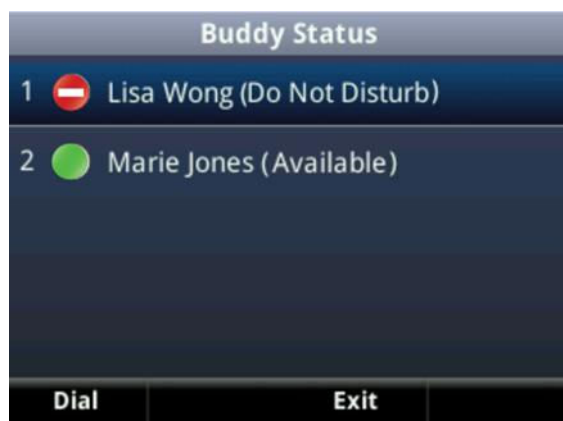 Buddy Status
1 Lisa Wong (Do Not Disturb)
2 Marie Jones (Available)
Dial Exit